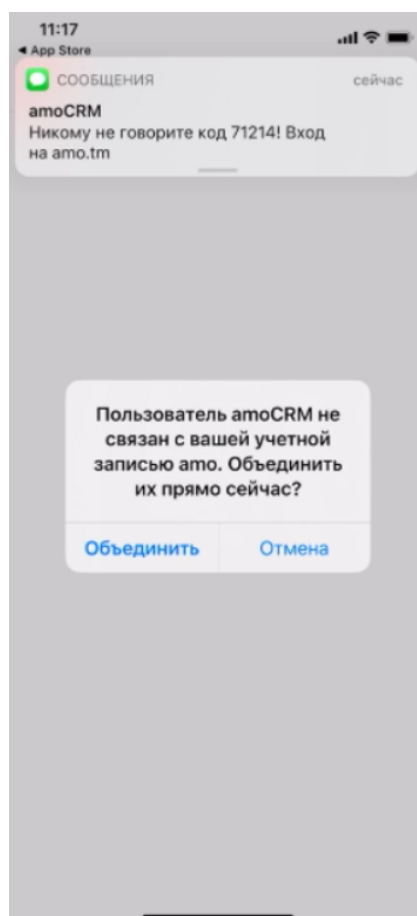 11:17
◀ App Store
СООБЩЕНИЯ
сейчас
amoCRM
Никому не говорите код 71214! Вход
на amo.tm
Пользователь amoCRM не
связан с вашей учетной
записью amo. Объединить
их прямо сейчас?
Объединить
Отмена